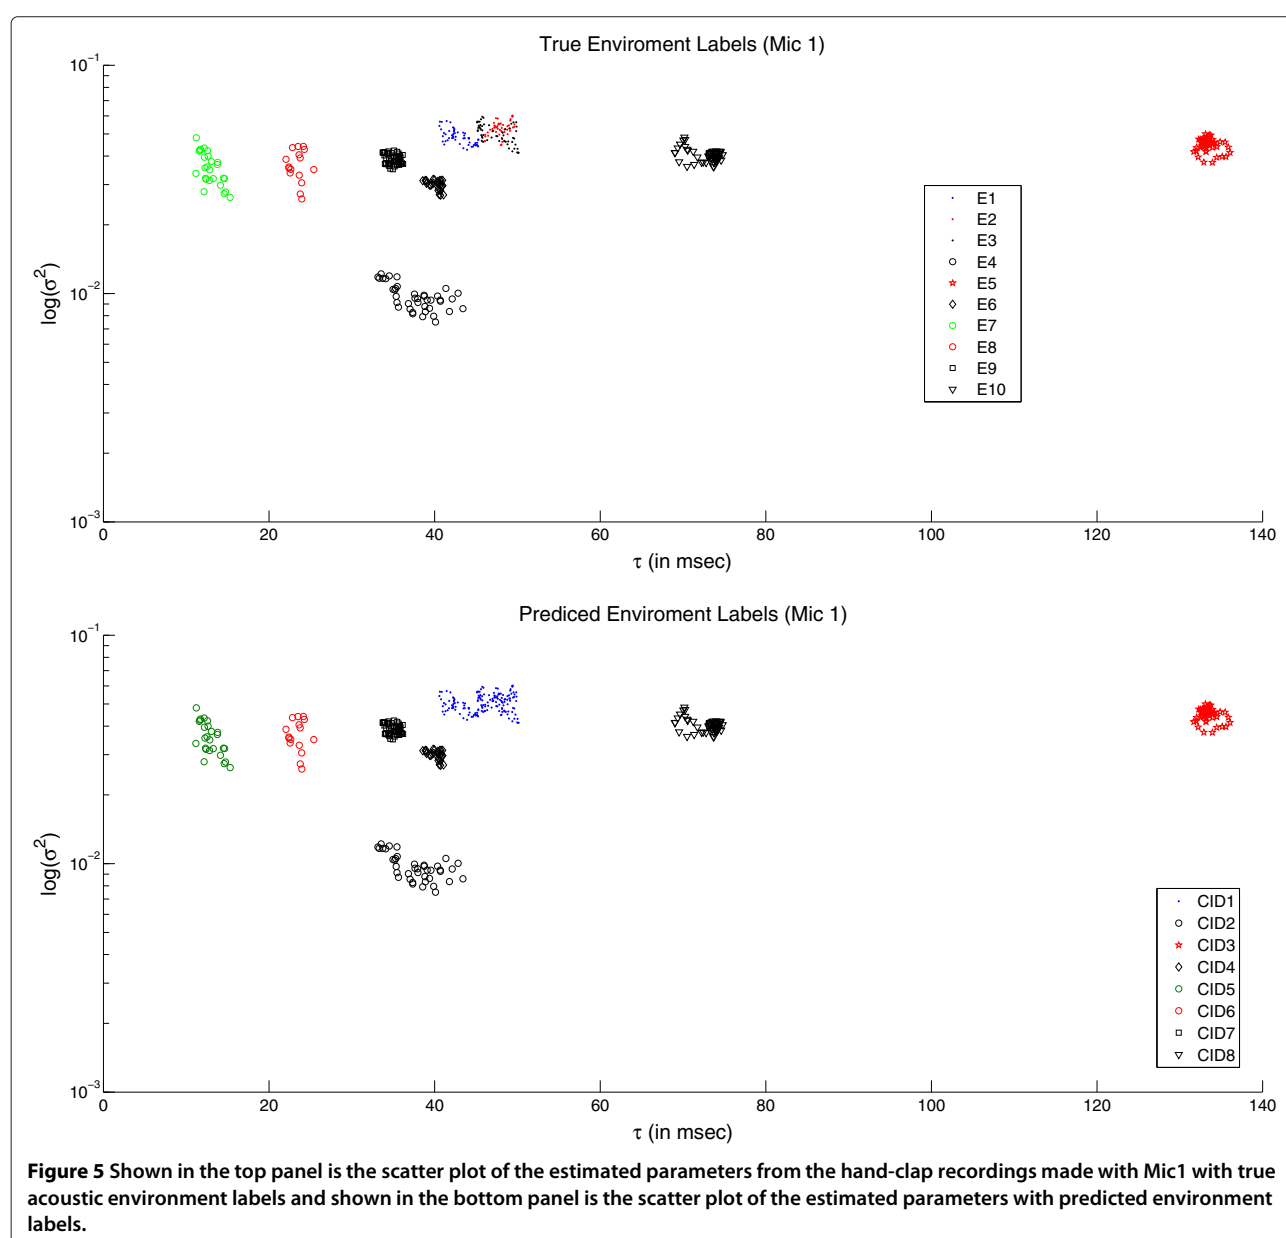 True Enviroment Labels (Mic 1)
10⁻¹
10⁻²
10⁻³
log(σ²)
0 20 40 60 80 100 120 140
τ (in msec)
E1
E2
E3
E4
E5
E6
E7
E8
E9
E10
Prediced Enviroment Labels (Mic 1)
10⁻¹
10⁻²
10⁻³
log(σ²)
0 20 40 60 80 100 120 140
τ (in msec)
CID1
CID2
CID3
CID4
CID5
CID6
CID7
CID8
Figure 5 Shown in the top panel is the scatter plot of the estimated parameters from the hand-clap recordings made with Mic1 with true
acoustic environment labels and shown in the bottom panel is the scatter plot of the estimated parameters with predicted environment
labels.